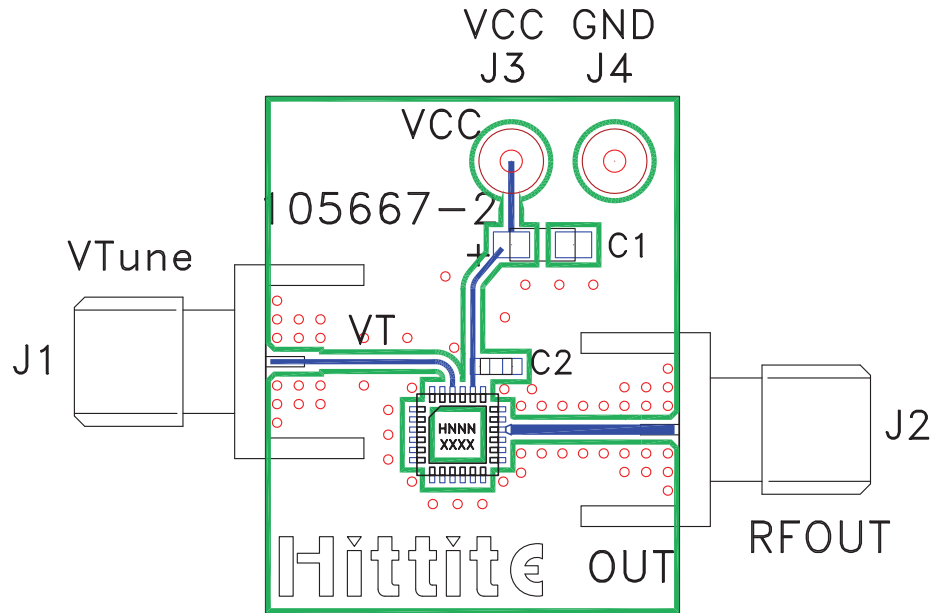 VCC GND
J3 J4
VCC
105667-2
+
C1
VTune
VT
J1
C2
HNNN
XXXX
J2
RFOUT
OUT
Hittite